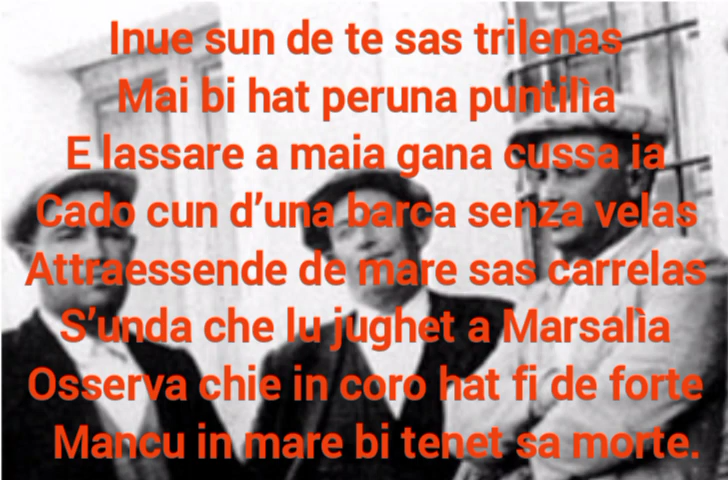 Inue sun de te sas trilenas
Mai bi hat peruna puntilìa
E lassare a maia gana cussa ia
Cado cun d’una barca senza velas
Attraessende de mare sas carrelas
S’unda che lu jughet a Marsalìa
Osserva chie in coro hat fi de forte
Mancu in mare bi tenet sa morte.